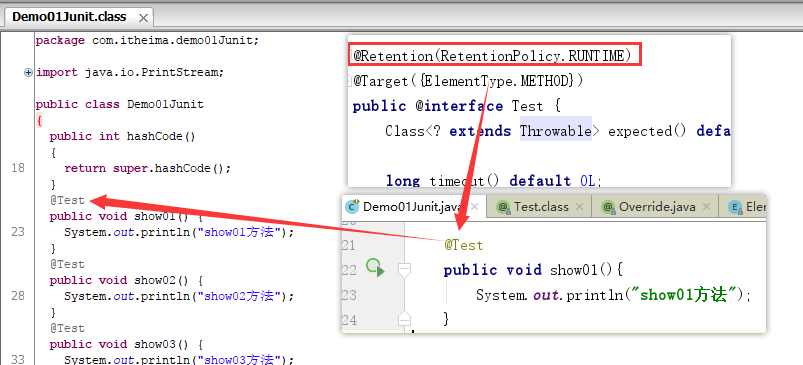 Demo01Junit.class
package com.itheima.demo01Junit;
import java.io.PrintStream;
public class Demo01Junit
{
public int hashCode()
{
18 return super.hashCode();
}
@Test
public void show01() {
23 System.out.println("show01方法");
}
@Test
public void show02() {
28 System.out.println("show02方法");
}
@Test
public void show03() {
33 System.out.println("show03方法");
@Retention(RetentionPolicy.RUNTIME)
@Target({ElementType.METHOD})
public @interface Test {
Class<? extends Throwable> expected() defa
long timeout() default 0L;
Demo01Junit.java Test.class Override.java Elem
21 @Test
22 public void show01(){
23 System.out.println("show01方法");
24 }